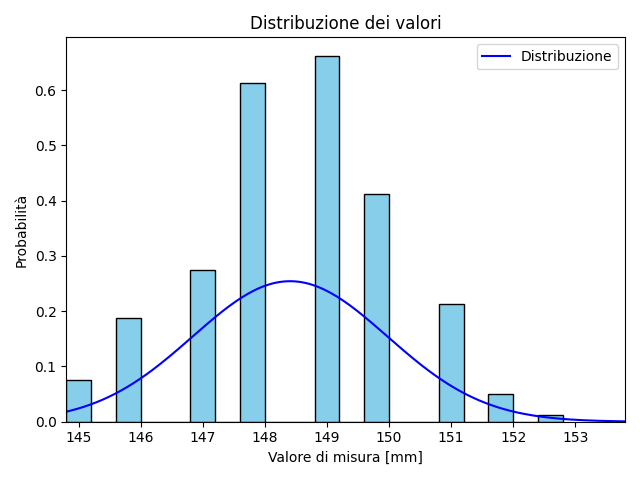 Distribuzione dei valori
Distribuzione
0.6
0.5
0.4
0.3
0.2
0.1
0.0
Probabilità
145 146 147 148 149 150 151 152 153
Valore di misura [mm]